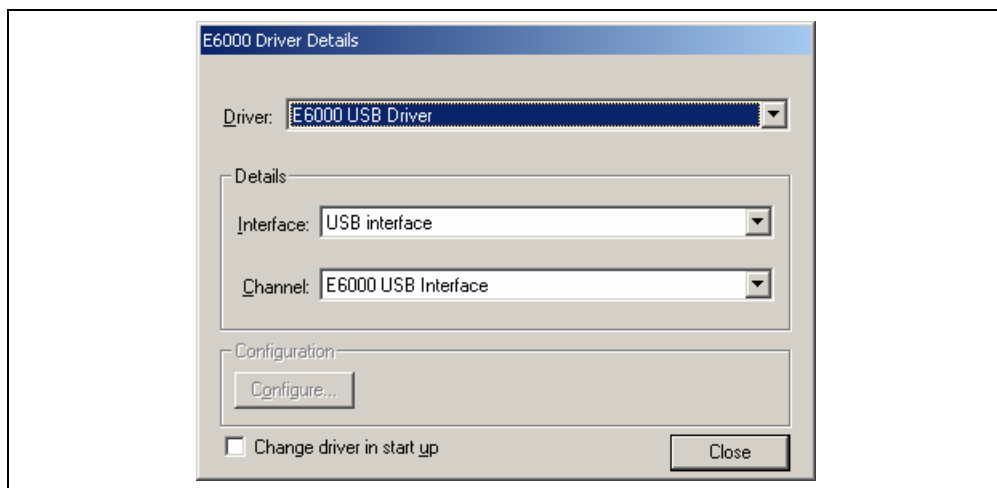 E6000 Driver Details
Driver: E6000 USB Driver
Details
Interface: USB interface
Channel: E6000 USB Interface
Configuration
Configure...
Change driver in start up
Close